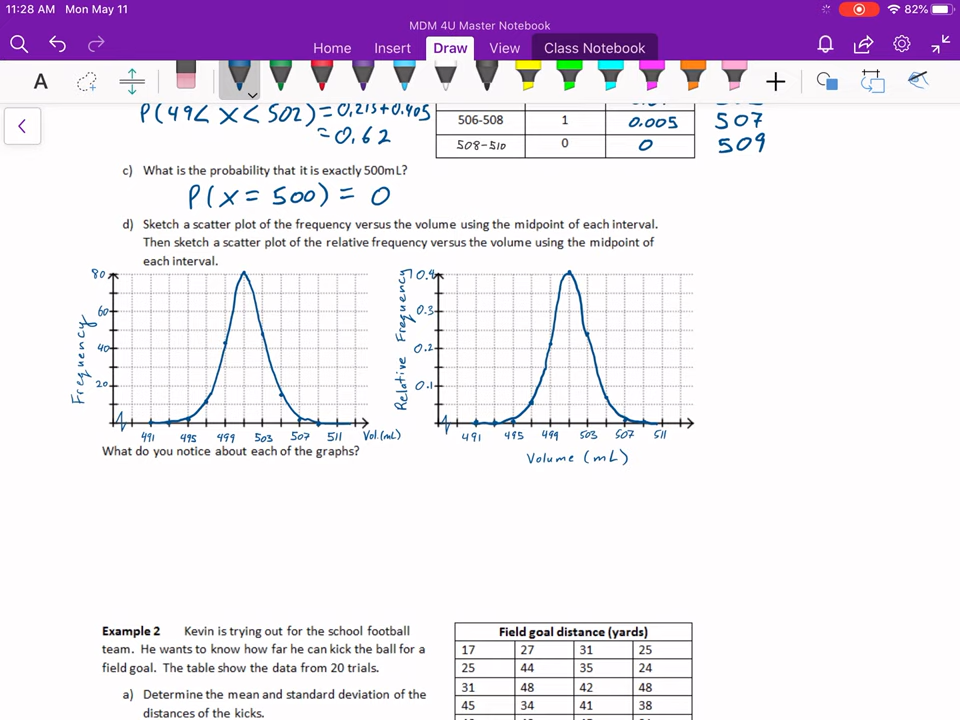 11:28 AM Mon May 11
82%
MDM 4U Master Notebook
Home Insert Draw View Class Notebook
A
P(49< X < 502) = 0.215+0.405
= 0.62
506-508 1 0.005 507
508-510 0 0 509
c) What is the probability that it is exactly 500mL?
P(X = 500) = 0
d) Sketch a scatter plot of the frequency versus the volume using the midpoint of each interval.
Then sketch a scatter plot of the relative frequency versus the volume using the midpoint of
each interval.
Frequency
80
60
40
20
491 495 499 503 507 511 Vol.(mL)
Relative Frequency
0.4
0.3
0.2
0.1
491 495 499 503 507 511
Volume (mL)
What do you notice about each of the graphs?
Example 2 Kevin is trying out for the school football
team. He wants to know how far he can kick the ball for a
field goal. The table show the data from 20 trials.
a) Determine the mean and standard deviation of the
distances of the kicks.
Field goal distance (yards)
17 27 31 25
25 44 35 24
31 48 42 48
45 34 41 38